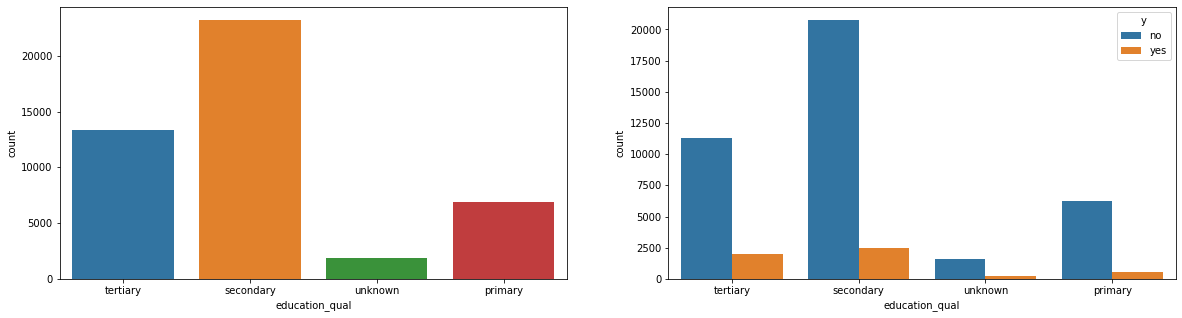 20000
15000
10000
5000
0
count
tertiary secondary unknown primary
education_qual
20000
17500
15000
12500
10000
7500
5000
2500
0
count
y
no
yes
tertiary secondary unknown primary
education_qual